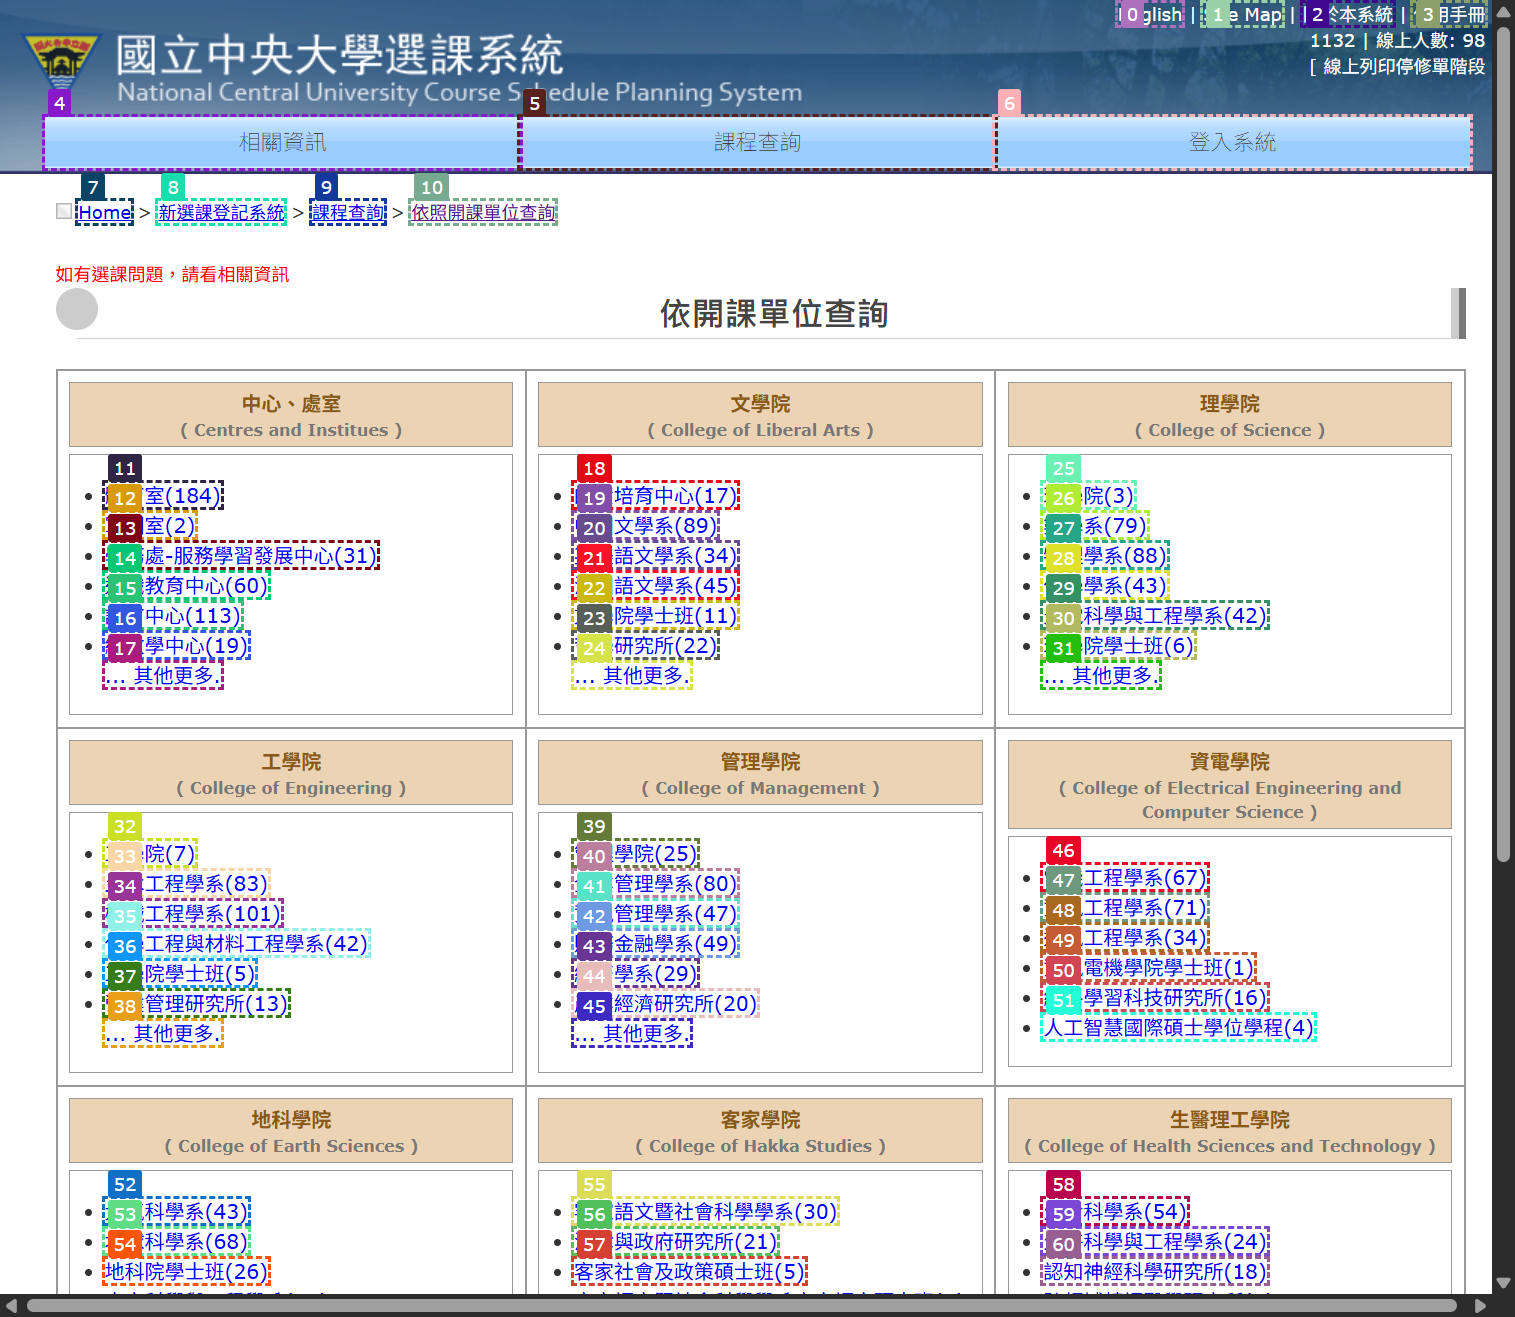 0 glish | 1 e Map | 2 於本系統 | 3 用手冊
1132 | 線上人數: 98
[ 線上列印停修單階段
國立中央大學選課系統
National Central University Course Schedule Planning System
4 5 6
相關資訊 課程查詢 登入系統
7 8 9 10
Home > 新選課登記系統 > 課程查詢 > 依照開課單位查詢
如有選課問題，請看相關資訊
依開課單位查詢
中心、處室
( Centres and Institues )
11
12 室(184)
13 室(2)
14 處-服務學習發展中心(31)
15 教育中心(60)
16 中心(113)
17 學中心(19)
... 其他更多.
文學院
( College of Liberal Arts )
18
19 培育中心(17)
20 文學系(89)
21 語文學系(34)
22 語文學系(45)
23 院學士班(11)
24 研究所(22)
... 其他更多.
理學院
( College of Science )
25
26 院(3)
27 系(79)
28 學系(88)
29 學系(43)
30 科學與工程學系(42)
31 院學士班(6)
... 其他更多.
工學院
( College of Engineering )
32
33 院(7)
34 工程學系(83)
35 工程學系(101)
36 工程與材料工程學系(42)
37 院學士班(5)
38 管理研究所(13)
... 其他更多.
管理學院
( College of Management )
39
40 學院(25)
41 管理學系(80)
42 管理學系(47)
43 金融學系(49)
44 學系(29)
45 經濟研究所(20)
... 其他更多.
資電學院
( College of Electrical Engineering and
Computer Science )
46
47 工程學系(67)
48 工程學系(71)
49 工程學系(34)
50 電機學院學士班(1)
51 學習科技研究所(16)
人工智慧國際碩士學位學程(4)
地科學院
( College of Earth Sciences )
52
53 科學系(43)
54 科學系(68)
地科院學士班(26)
客家學院
( College of Hakka Studies )
55
56 語文暨社會科學學系(30)
57 與政府研究所(21)
客家社會及政策碩士班(5)
生醫理工學院
( College of Health Sciences and Technology )
58
59 科學系(54)
60 科學與工程學系(24)
認知神經科學研究所(18)